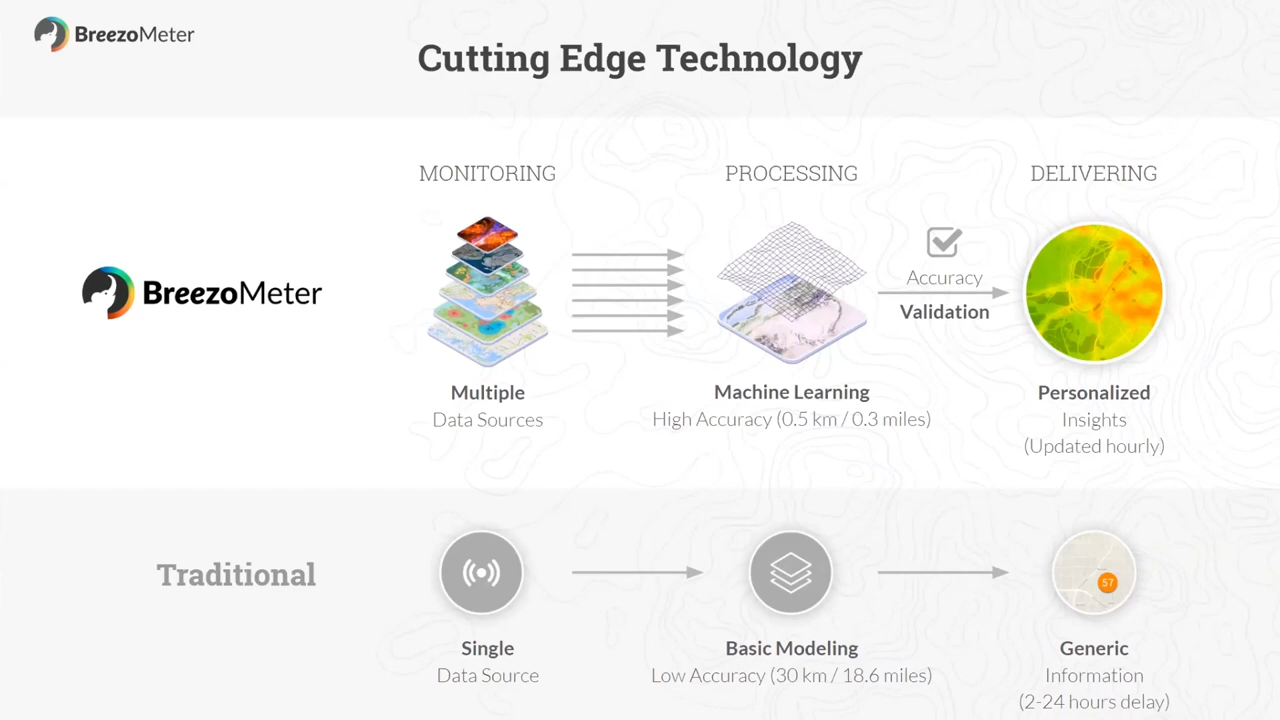 BreezoMeter
Cutting Edge Technology
MONITORING
PROCESSING
DELIVERING
BreezoMeter
Accuracy
Validation
Multiple
Data Sources
Machine Learning
High Accuracy (0.5 km / 0.3 miles)
Personalized
Insights
(Updated hourly)
Traditional
57
Single
Data Source
Basic Modeling
Low Accuracy (30 km / 18.6 miles)
Generic
Information
(2-24 hours delay)